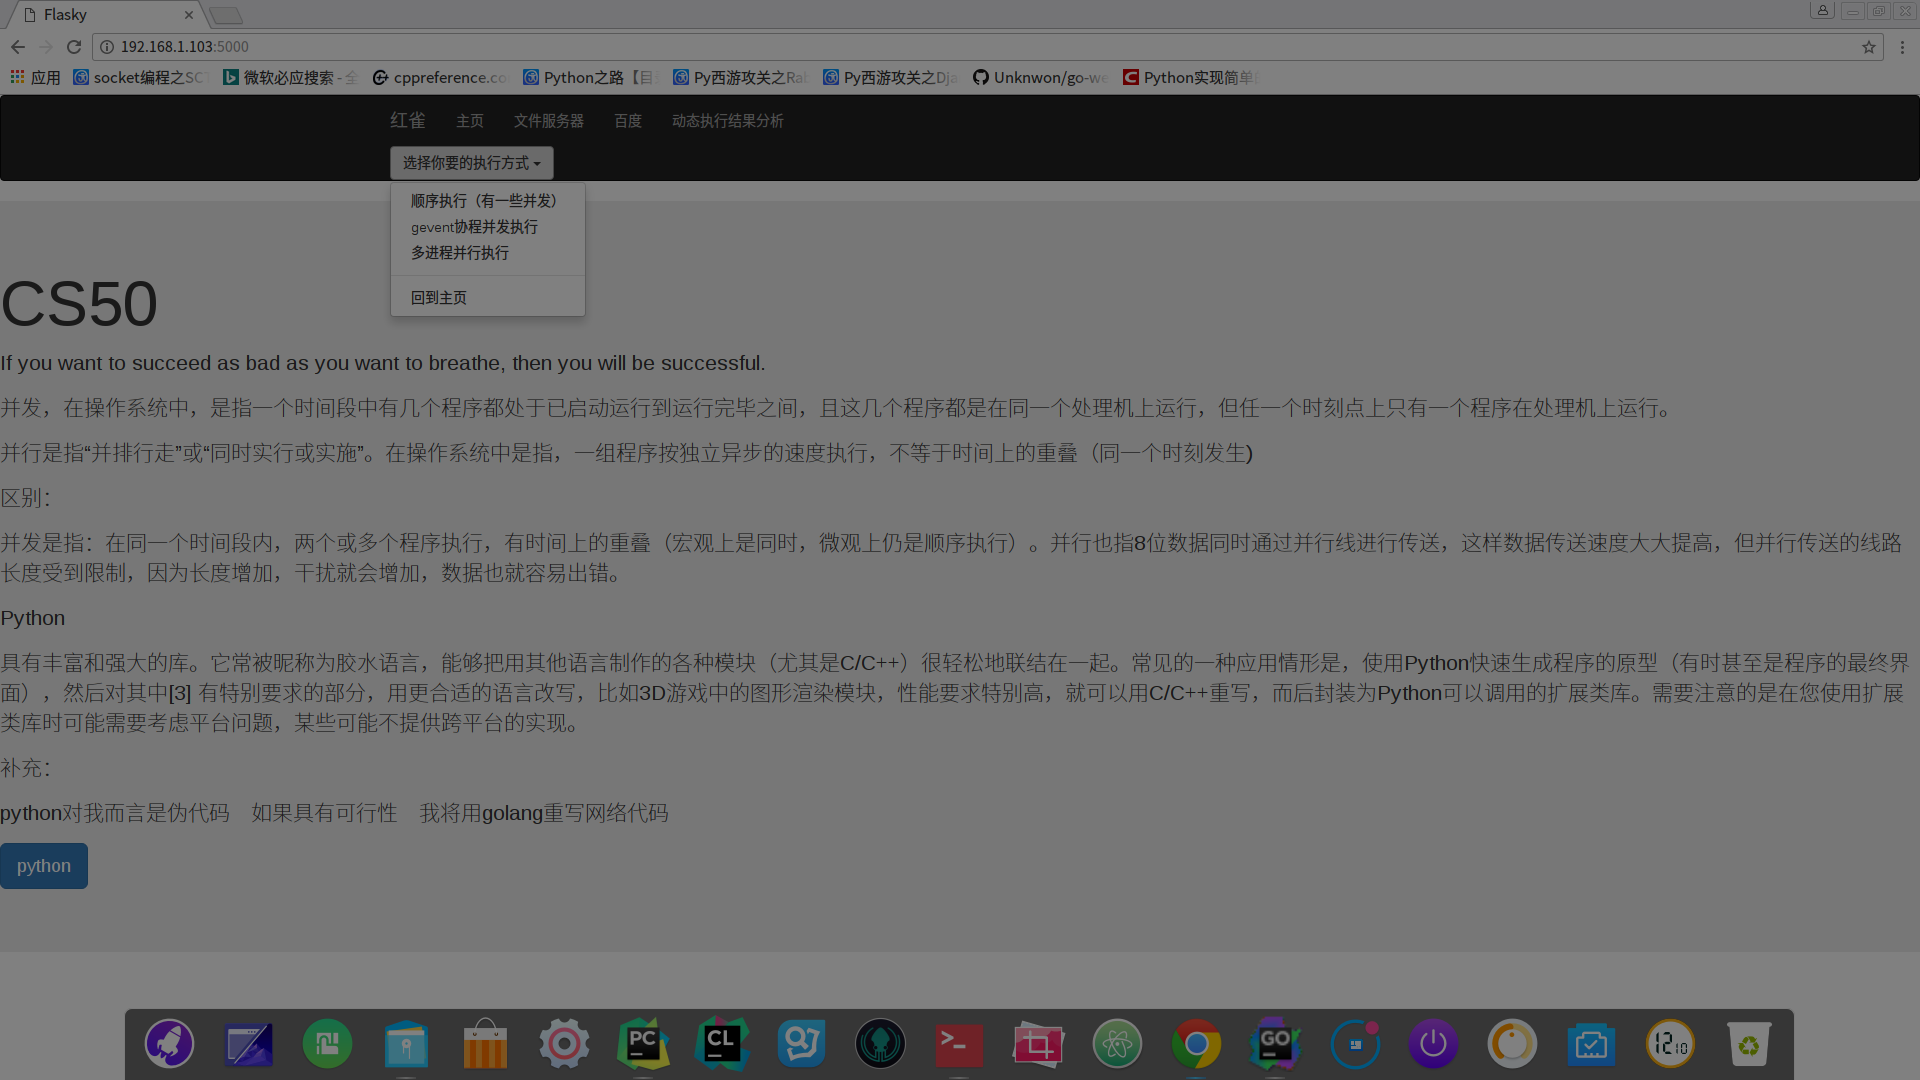 Flasky
192.168.1.103:5000
应用 socket编程之SC 微软必应搜索 - 全 cppreference.co Python之路【目 Py西游攻关之Ra Py西游攻关之Dja Unknwon/go-we Python实现简单
红雀 主页 文件服务器 百度 动态执行结果分析
选择你要的执行方式
顺序执行（有一些并发）
gevent协程并发执行
多进程并行执行
回到主页
CS50
If you want to succeed as bad as you want to breathe, then you will be successful.
并发，在操作系统中，是指一个时间段中有几个程序都处于已启动运行到运行完毕之间，且这几个程序都是在同一个处理机上运行，但任一个时刻点上只有一个程序在处理机上运行。
并行是指“并排行走”或“同时实行或实施”。在操作系统中是指，一组程序按独立异步的速度执行，不等于时间上的重叠（同一个时刻发生)
区别：
并发是指：在同一个时间段内，两个或多个程序执行，有时间上的重叠（宏观上是同时，微观上仍是顺序执行）。并行也指8位数据同时通过并行线进行传送，这样数据传送速度大大提高，但并行传送的线路
长度受到限制，因为长度增加，干扰就会增加，数据也就容易出错。
Python
具有丰富和强大的库。它常被昵称为胶水语言，能够把用其他语言制作的各种模块（尤其是C/C++）很轻松地联结在一起。常见的一种应用情形是，使用Python快速生成程序的原型（有时甚至是程序的最终界
面），然后对其中[3] 有特别要求的部分，用更合适的语言改写，比如3D游戏中的图形渲染模块，性能要求特别高，就可以用C/C++重写，而后封装为Python可以调用的扩展类库。需要注意的是在您使用扩展
类库时可能需要考虑平台问题，某些可能不提供跨平台的实现。
补充：
python对我而言是伪代码 如果具有可行性 我将用golang重写网络代码
python
PC CL GO 12 10